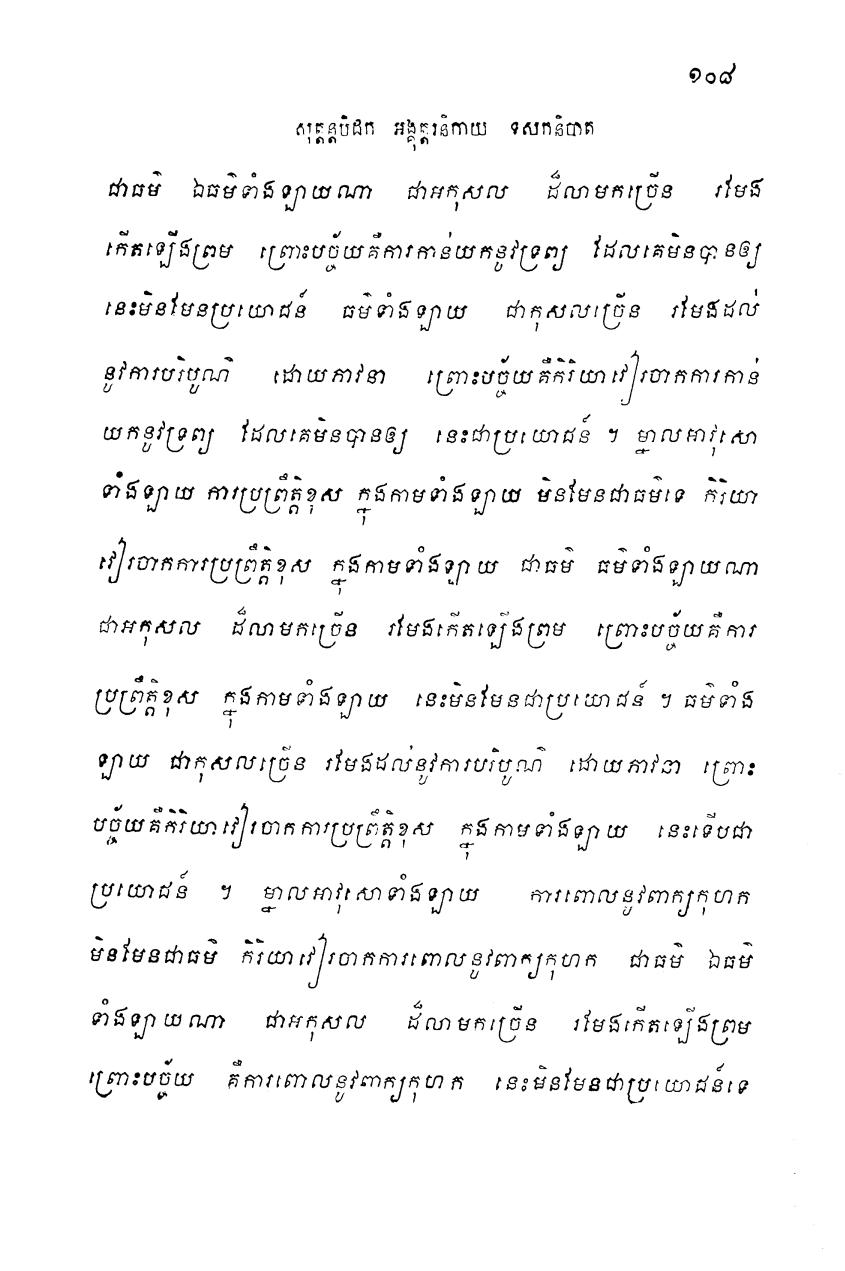 ១០៨
សុត្តន្តបិដក អង្គុត្តរនិកាយ ទសកនិបាត
ជាធម៌ ឯធម៌ទាំងឡាយណា ជាអកុសល ដ៏លាមកច្រើន រមែង
កើតឡើងព្រម ព្រោះបច្ច័យគឺការកាន់យកនូវទ្រព្យ ដែលគេមិនបានឲ្យ
នេះមិនមែនប្រយោជន៍ ធម៌ទាំងឡាយ ជាកុសលច្រើន រមែងដល់
នូវការបរិបូណ៌ ដោយភាវនា ព្រោះបច្ច័យគឺកិរិយាវៀរចាកការកាន់
យកនូវទ្រព្យ ដែលគេមិនបានឲ្យ នេះជាប្រយោជន៍ ។ ម្នាលអាវុសោ
ទាំងឡាយ ការប្រព្រឹត្តិខុស ក្នុងកាមទាំងឡាយ មិនមែនជាធម៌ទេ កិរិយា
វៀរចាកការប្រព្រឹត្តិខុស ក្នុងកាមទាំងឡាយ ជាធម៌ ធម៌ទាំងឡាយណា
ជាអកុសល ដ៏លាមកច្រើន រមែងកើតឡើងព្រម ព្រោះបច្ច័យគឺការ
ប្រព្រឹត្តិខុស ក្នុងកាមទាំងឡាយ នេះមិនមែនជាប្រយោជន៍ ។ ធម៌ទាំង
ឡាយ ជាកុសលច្រើន រមែងដល់នូវការបរិបូណ៌ ដោយភាវនា ព្រោះ
បច្ច័យគឺកិរិយាវៀរចាកការប្រព្រឹត្តិខុស ក្នុងកាមទាំងឡាយ នេះទើបជា
ប្រយោជន៍ ។ ម្នាលអាវុសោទាំងឡាយ ការពោលនូវពាក្យកុហក
មិនមែនជាធម៌ កិរិយាវៀរចាកការពោលនូវពាក្យកុហក ជាធម៌ ឯធម៌
ទាំងឡាយណា ជាអកុសល ដ៏លាមកច្រើន រមែងកើតឡើងព្រម
ព្រោះបច្ច័យ គឺការពោលនូវពាក្យកុហក នេះមិនមែនជាប្រយោជន៍ទេ